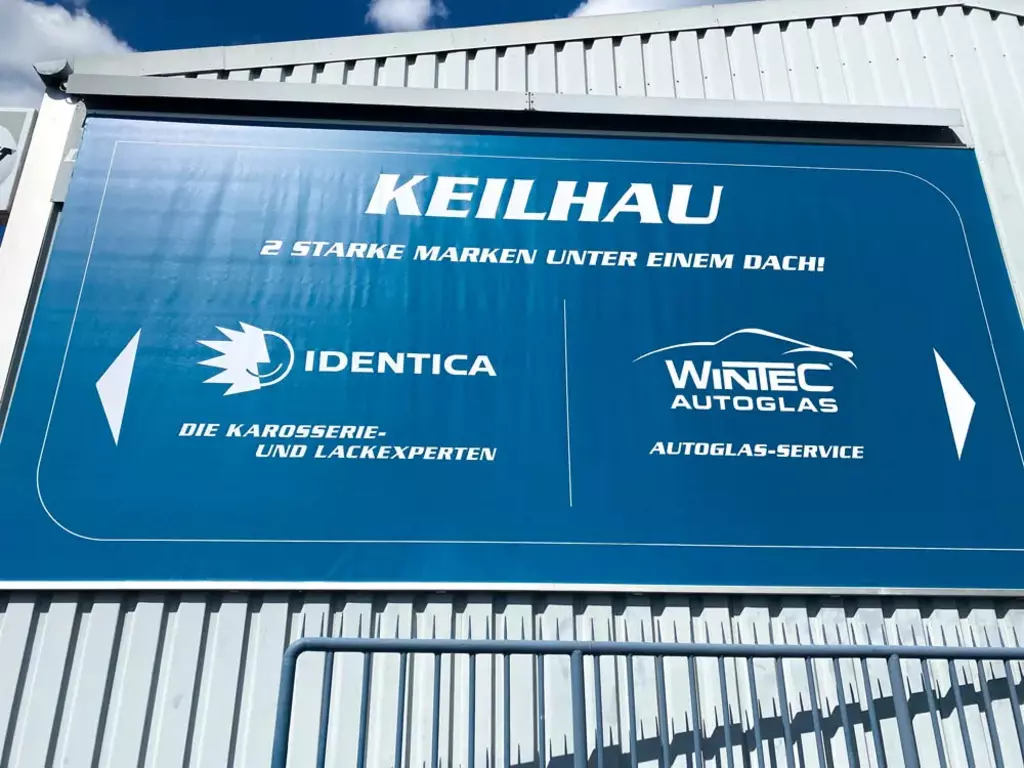 KEILHAU
2 STARKE MARKEN UNTER EINEM DACH!
IDENTICA
DIE KAROSSERIE-
UND LACKEXPERTEN
WINTEC®
AUTOGLAS
AUTOGLAS-SERVICE